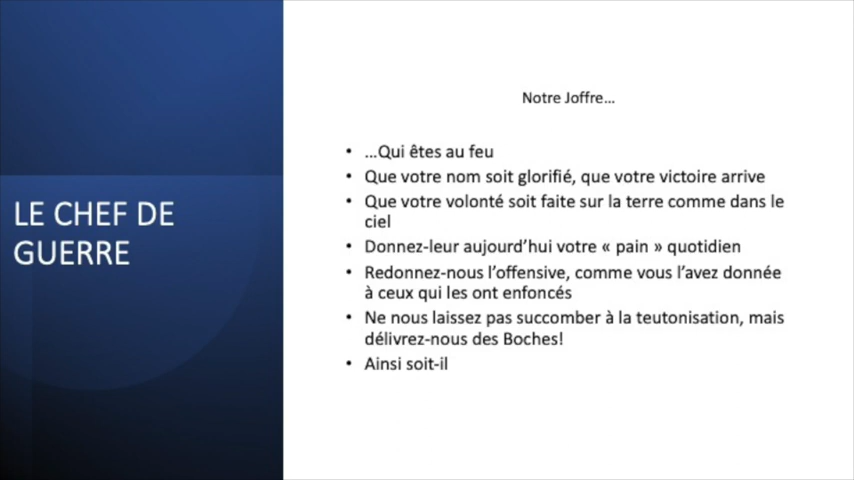 LE CHEF DE
GUERRE
Notre Joffre…
• …Qui êtes au feu
• Que votre nom soit glorifié, que votre victoire arrive
• Que votre volonté soit faite sur la terre comme dans le
ciel
• Donnez-leur aujourd’hui votre « pain » quotidien
• Redonnez-nous l’offensive, comme vous l’avez donnée
à ceux qui les ont enfoncés
• Ne nous laissez pas succomber à la teutonisation, mais
délivrez-nous des Boches!
• Ainsi soit-il